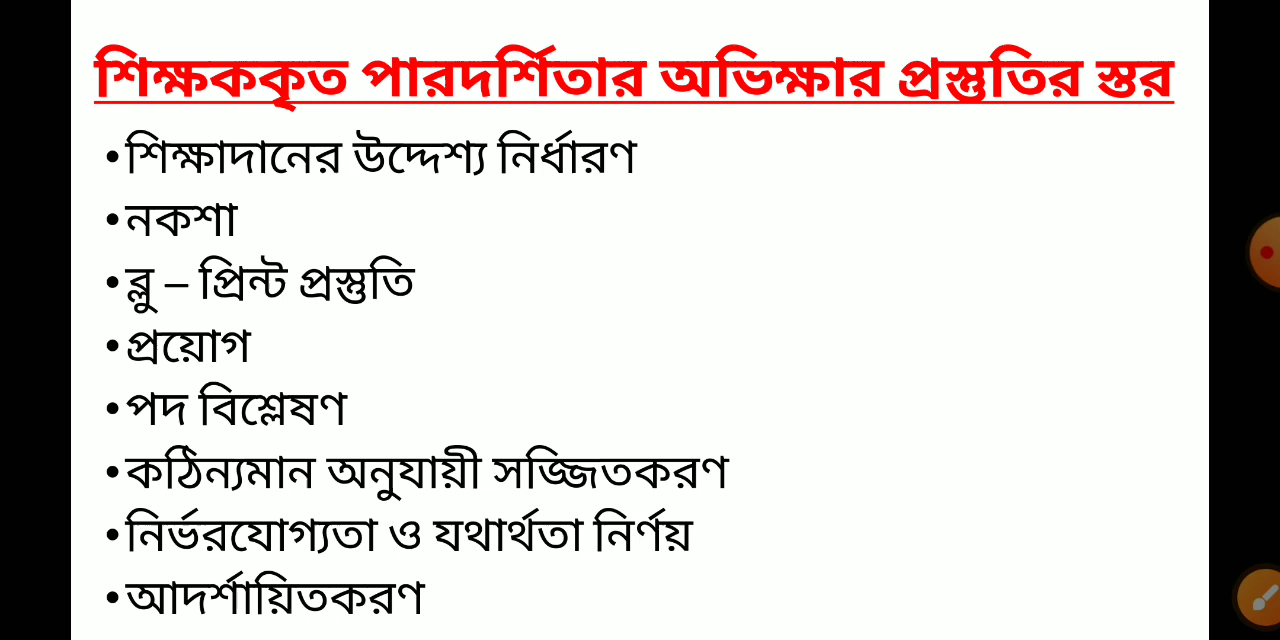 শিক্ষককৃত পারদর্শিতার অভিক্ষার প্রস্তুতির স্তর
•শিক্ষাদানের উদ্দেশ্য নির্ধারণ
•নকশা
•ব্লু – প্রিন্ট প্রস্তুতি
•প্রয়োগ
•পদ বিশ্লেষণ
•কঠিন্যমান অনুযায়ী সজ্জিতকরণ
•নির্ভরযোগ্যতা ও যথার্থতা নির্ণয়
•আদর্শায়িতকরণ